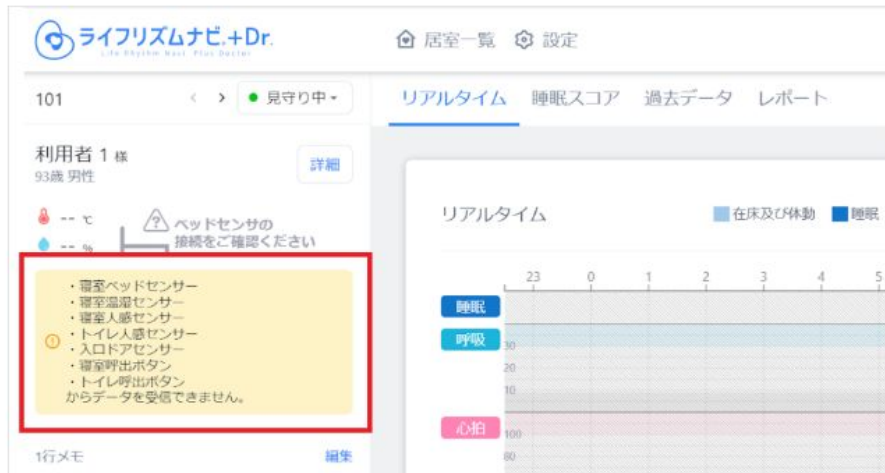 ライフリズムナビ®+Dr.
Life Rhythm Navi Plus Doctor
居室一覧 設定
101 < > 見守り中
リアルタイム 睡眠スコア 過去データ レポート
利用者 1 様
93歳 男性
詳細
-- ℃
-- %
ベッドセンサの
接続をご確認ください
・寝室ベッドセンサー
・寝室温湿センサー
・寝室人感センサー
・トイレ人感センサー
・入口ドアセンサー
・寝室呼出ボタン
・トイレ呼出ボタン
からデータを受信できません。
1行メモ 編集
リアルタイム 在床及び体動 睡眠
23 0 1 2 3 4 5
睡眠
呼吸
30
20
10
心拍
100
80